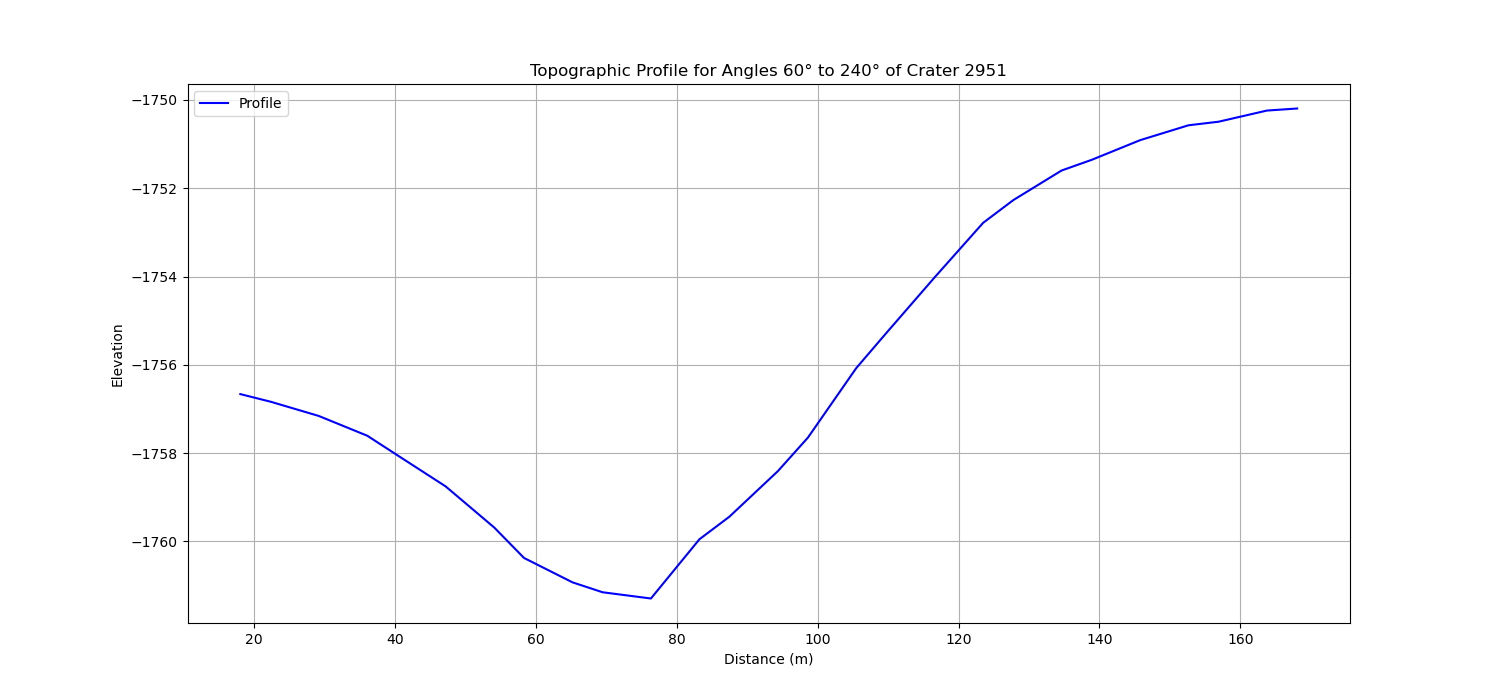 Topographic Profile for Angles 60° to 240° of Crater 2951
Profile
−1750
−1752
−1754
−1756
−1758
−1760
Elevation
20 40 60 80 100 120 140 160
Distance (m)